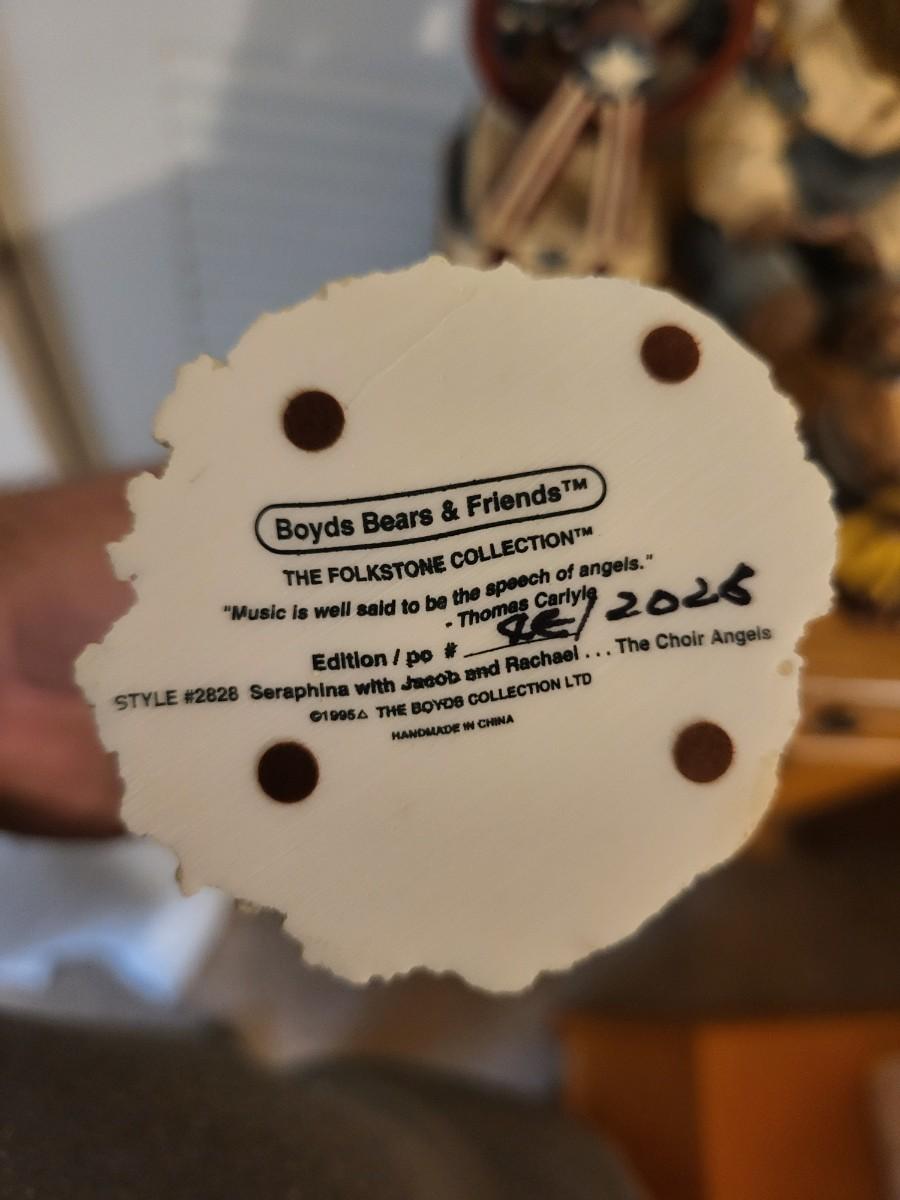 Boyds Bears & Friends™
THE FOLKSTONE COLLECTION™
"Music is well said to be the speech of angels."
- Thomas Carlyle
Edition / po # 4E/2026
STYLE #2828 Seraphina with Jacob and Rachael . . . The Choir Angels
©1995△ THE BOYDS COLLECTION LTD
HANDMADE IN CHINA